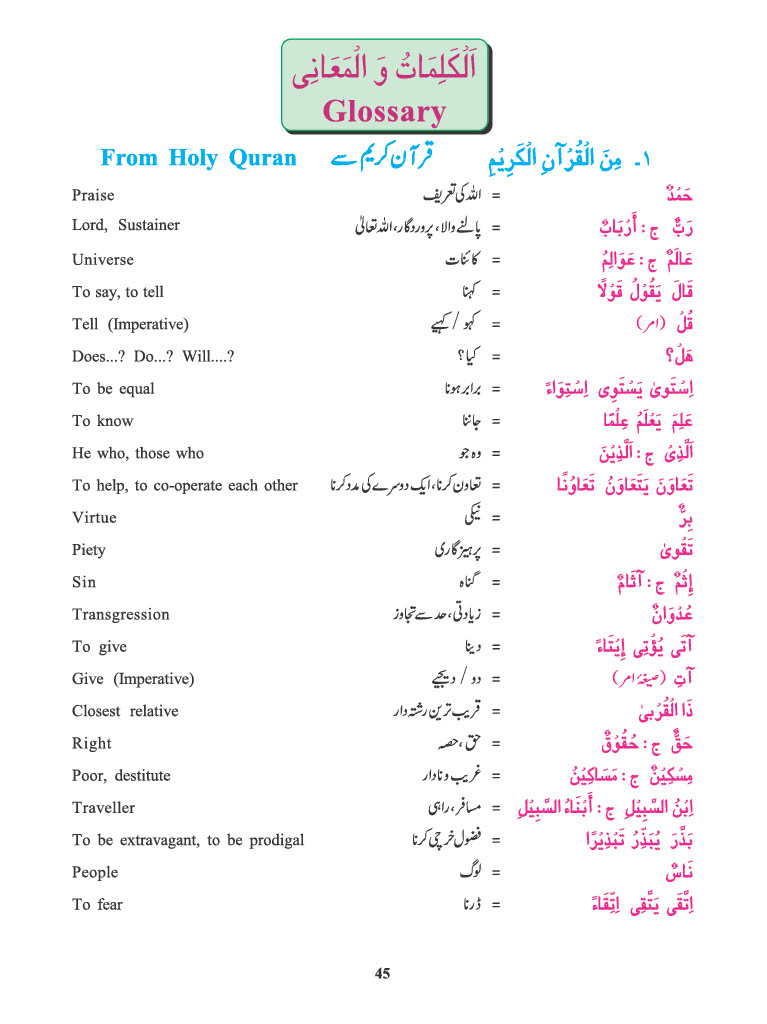 اَلْكَلِمَاتُ وَ الْمَعَانِی
Glossary
۱۔ مِنَ الْقُرْآنِ الْكَرِیْمِ قرآن کریم سے From Holy Quran
حَمْدٌ = اللہ کی تعریف Praise
رَبٌّ ج : أَرْبَابٌ = پالنے والا، پروردگار، اللہ تعالیٰ Lord, Sustainer
عَالَمٌ ج : عَوَالِمُ = کائنات Universe
قَالَ یَقُوْلُ قَوْلًا = کہنا To say, to tell
قُلْ (امر) = کہو / کہیے Tell (Imperative)
هَلْ؟ = کیا؟ Does...? Do...? Will....?
اِسْتَویٰ یَسْتَوِی اِسْتِوَاءً = برابر ہونا To be equal
عَلِمَ یَعْلَمُ عِلْمًا = جاننا To know
اَلَّذِیْ ج : اَلَّذِیْنَ = وہ جو He who, those who
تَعَاوَنَ یَتَعَاوَنُ تَعَاوُنًا = تعاون کرنا، ایک دوسرے کی مدد کرنا To help, to co-operate each other
بِرٌّ = نیکی Virtue
تَقْویٰ = پرہیزگاری Piety
إِثْمٌ ج : آثَامٌ = گناہ Sin
عُدْوَانٌ = زیادتی، حد سے تجاوز Transgression
آتَی یُؤْتِی إِیْتَاءً = دینا To give
آتِ (صیغۂ امر) = دو / دیجیے Give (Imperative)
ذَا الْقُرْبیٰ = قریب ترین رشتہ دار Closest relative
حَقٌّ ج : حُقُوْقٌ = حق، حصہ Right
مِسْكِیْنٌ ج : مَسَاكِیْنُ = غریب و نادار Poor, destitute
اِبْنُ السَّبِیْلِ ج : أَبْنَاءُ السَّبِیْلِ = مسافر، راہی Traveller
بَذَّرَ یُبَذِّرُ تَبْذِیْرًا = فضول خرچی کرنا To be extravagant, to be prodigal
نَاسٌ = لوگ People
اِتَّقَی یَتَّقِی اِتِّقَاءً = ڈرنا To fear
45